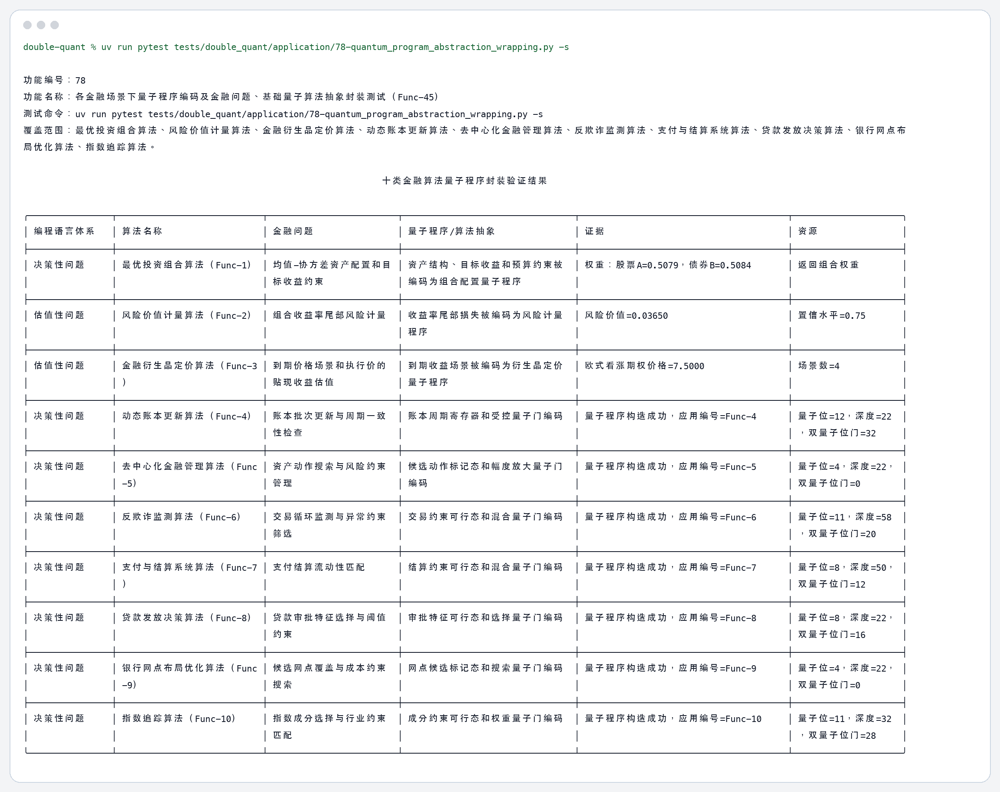 double-quant % uv run pytest tests/double_quant/application/78-quantum_program_abstraction_wrapping.py -s
功能编号：78
功能名称：各金融场景下量子程序编码及金融问题、基础量子算法抽象封装测试（Func-45）
测试命令：uv run pytest tests/double_quant/application/78-quantum_program_abstraction_wrapping.py -s
覆盖范围：最优投资组合算法、风险价值计量算法、金融衍生品定价算法、动态账本更新算法、去中心化金融管理算法、反欺诈监测算法、支付与结算系统算法、贷款发放决策算法、银行网点布
局优化算法、指数追踪算法。
十类金融算法量子程序封装验证结果
编程语言体系 算法名称 金融问题 量子程序/算法抽象 证据 资源
决策性问题 最优投资组合算法（Func-1） 均值-协方差资产配置和目 资产结构、目标收益和预算约束被 权重：股票A=0.5079，债券B=0.5084 返回组合权重
标收益约束 编码为组合配置量子程序
估值性问题 风险价值计量算法（Func-2） 组合收益率尾部风险计量 收益率尾部损失被编码为风险计量 风险价值=0.03650 置信水平=0.75
程序
估值性问题 金融衍生品定价算法（Func-3 到期价格场景和执行价的 到期收益场景被编码为衍生品定价 欧式看涨期权价格=7.5000 场景数=4
） 贴现收益估值 量子程序
决策性问题 动态账本更新算法（Func-4） 账本批次更新与周期一致 账本周期寄存器和受控量子门编码 量子程序构造成功，应用编号=Func-4 量子位=12，深度=22
性检查 ，双量子位门=32
决策性问题 去中心化金融管理算法（Func 资产动作搜索与风险约束 候选动作标记态和幅度放大量子门 量子程序构造成功，应用编号=Func-5 量子位=4，深度=22，
-5） 管理 编码 双量子位门=0
决策性问题 反欺诈监测算法（Func-6） 交易循环监测与异常约束 交易约束可行态和混合量子门编码 量子程序构造成功，应用编号=Func-6 量子位=11，深度=58
筛选 ，双量子位门=20
决策性问题 支付与结算系统算法（Func-7 支付结算流动性匹配 结算约束可行态和混合量子门编码 量子程序构造成功，应用编号=Func-7 量子位=8，深度=50，
） 双量子位门=12
决策性问题 贷款发放决策算法（Func-8） 贷款审批特征选择与阈值 审批特征可行态和选择量子门编码 量子程序构造成功，应用编号=Func-8 量子位=8，深度=22，
约束 双量子位门=16
决策性问题 银行网点布局优化算法（Func 候选网点覆盖与成本约束 网点候选标记态和搜索量子门编码 量子程序构造成功，应用编号=Func-9 量子位=4，深度=22，
-9） 搜索 双量子位门=0
决策性问题 指数追踪算法（Func-10） 指数成分选择与行业约束 成分约束可行态和权重量子门编码 量子程序构造成功，应用编号=Func-10 量子位=11，深度=32
匹配 ，双量子位门=28